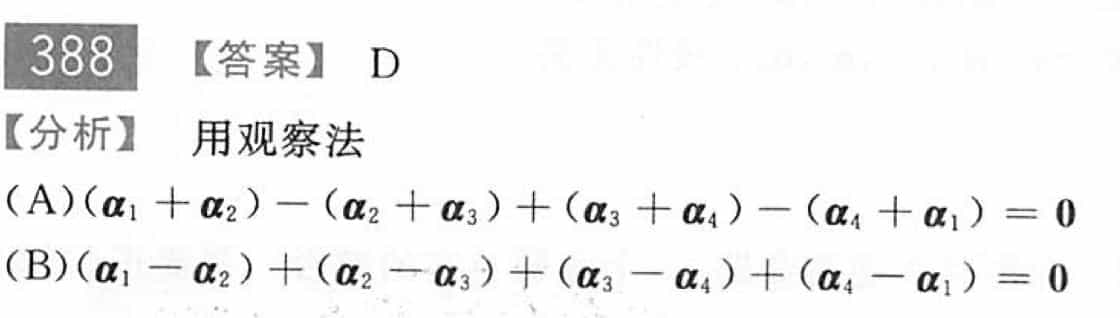 388 【答案】 D
【分析】 用观察法
(A)(α₁ + α₂) − (α₂ + α₃) + (α₃ + α₄) − (α₄ + α₁) = 0
(B)(α₁ − α₂) + (α₂ − α₃) + (α₃ − α₄) + (α₄ − α₁) = 0